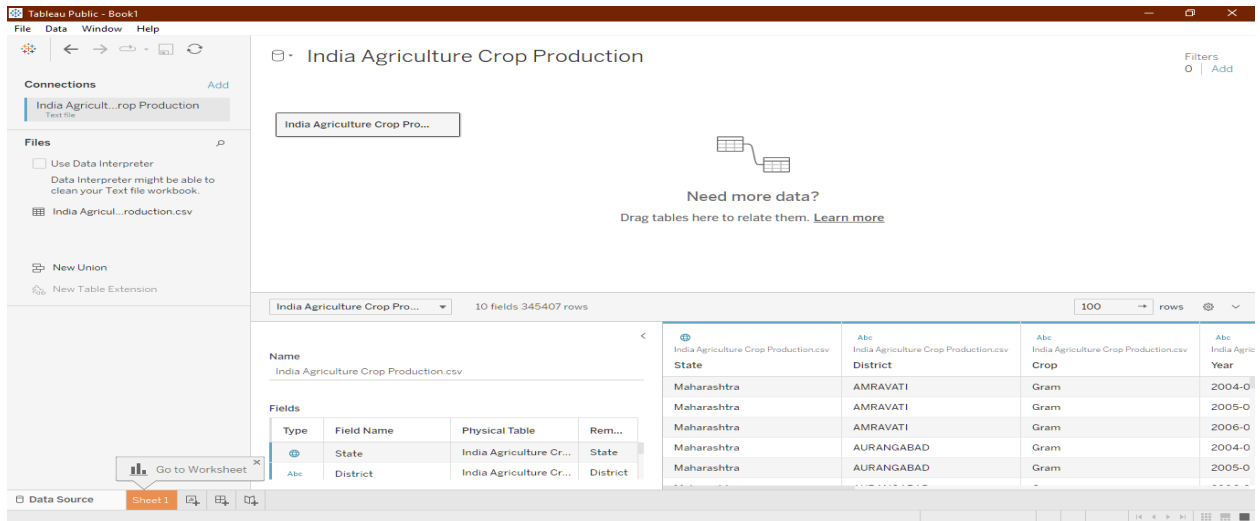 Tableau Public - Book1
File Data Window Help
Connections Add
India Agricult...rop Production
Text file
Files
Use Data Interpreter
Data Interpreter might be able to
clean your Text file workbook.
India Agricul...roduction.csv
New Union
New Table Extension
India Agriculture Crop Production
Filters
0 | Add
India Agriculture Crop Pro...
Need more data?
Drag tables here to relate them. Learn more
India Agriculture Crop Pro... 10 fields 345407 rows 100 → rows
Name
India Agriculture Crop Production.csv
Fields
Type Field Name Physical Table Rem...
State India Agriculture Cr... State
Abc District India Agriculture Cr... District
Abc Abc Abc
India Agriculture Crop Production.csv India Agriculture Crop Production.csv India Agriculture Crop Production.csv India Agric
State District Crop Year
Maharashtra AMRAVATI Gram 2004-0
Maharashtra AMRAVATI Gram 2005-0
Maharashtra AMRAVATI Gram 2006-0
Maharashtra AURANGABAD Gram 2004-0
Maharashtra AURANGABAD Gram 2005-0
Go to Worksheet
Data Source Sheet 1